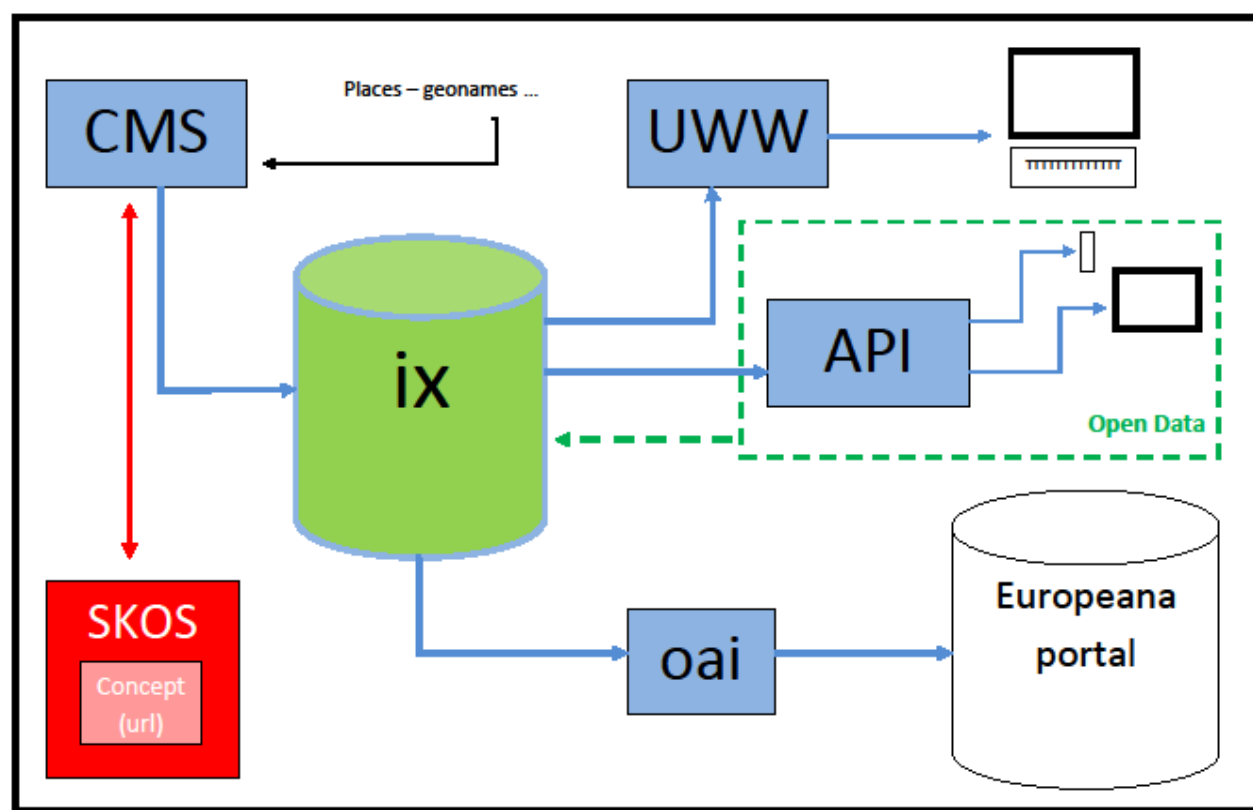 CMS
Places – geonames ...
UWW
ix
API
Open Data
SKOS
Concept
(url)
oai
Europeana
portal